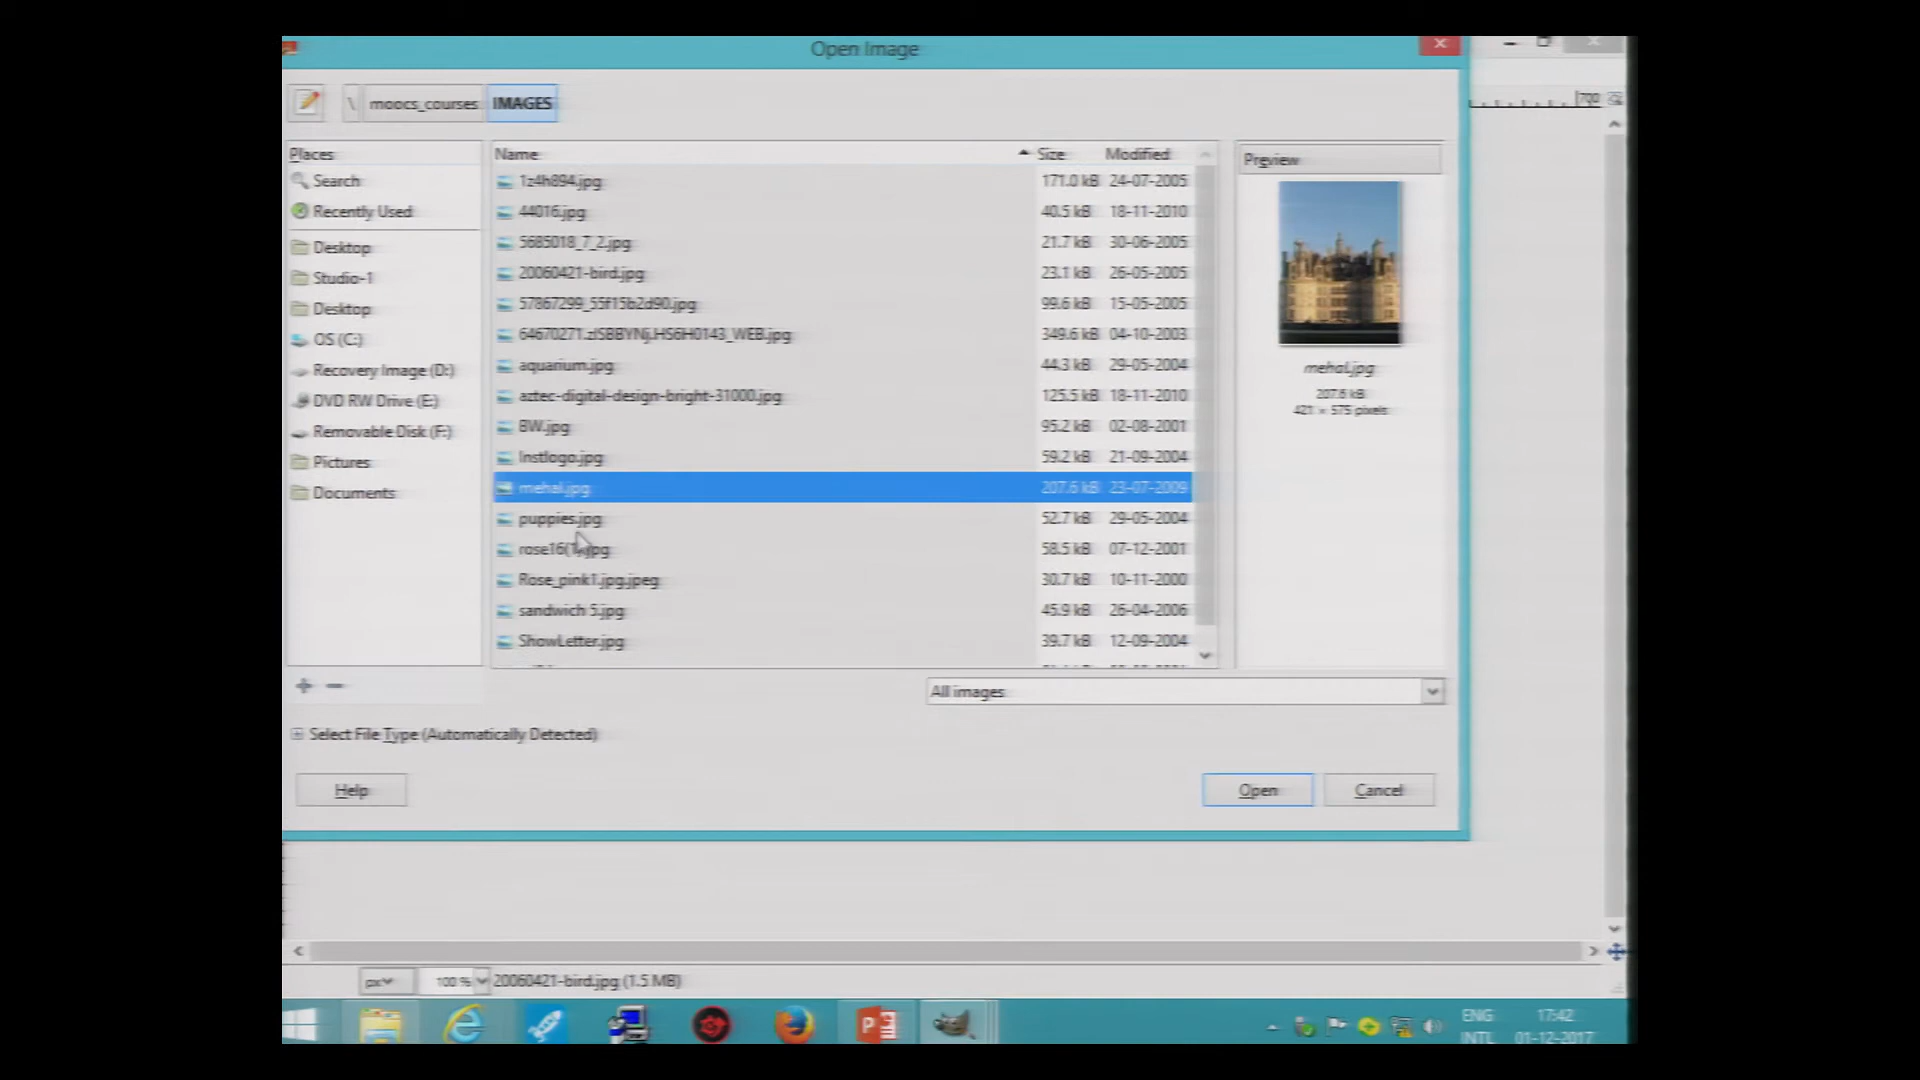 Open Image
\ moocs_courses IMAGES
Places
Search
Recently Used
Desktop
Studio-1
Desktop
OS (C:)
Recovery Image (D:)
DVD RW Drive (E:)
Removable Disk (F:)
Pictures
Documents
Name Size Modified
1z4h894.jpg 171.0 kB 24-07-2005
44016.jpg 40.5 kB 18-11-2010
5685018_7_2.jpg 21.7 kB 30-06-2005
20060421-bird.jpg 23.1 kB 26-05-2005
57867299_55f15b2d90.jpg 99.6 kB 15-05-2005
349.6 kB 04-10-2003
aquarium.jpg 44.3 kB 29-05-2004
aztec-digital-design-bright-31000.jpg 125.5 kB 18-11-2010
BW.jpg 95.2 kB 02-08-2001
Instlogo.jpg 59.2 kB 21-09-2004
mehal.jpg 207.6 kB 23-07-2009
puppies.jpg 52.7 kB 29-05-2004
58.5 kB 07-12-2001
Rose_pink1.jpg.jpeg 30.7 kB 10-11-2000
sandwich 5.jpg 45.9 kB 26-04-2006
ShowLetter.jpg 39.7 kB 12-09-2004
Preview
mehal.jpg
207.6 kB
421 × 575 pixels
All images
Select File Type (Automatically Detected)
Help
Open
Cancel
700
px
100 %
20060421-bird.jpg (1.5 MB)
ENG
INTL
17:42
01-12-2017